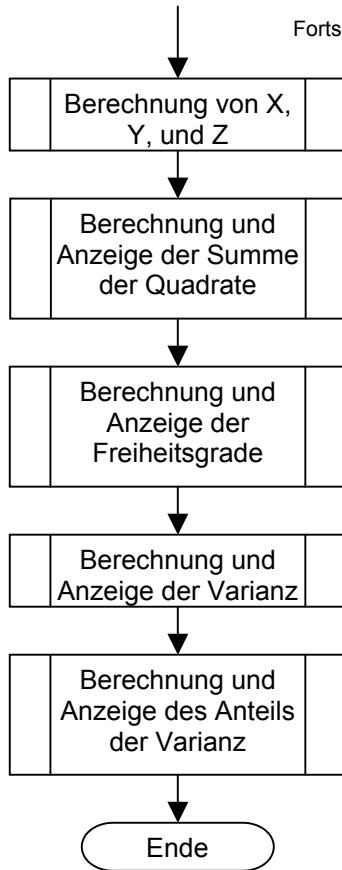 Forts
Berechnung von X,
Y, und Z
Berechnung und
Anzeige der Summe
der Quadrate
Berechnung und
Anzeige der
Freiheitsgrade
Berechnung und
Anzeige der Varianz
Berechnung und
Anzeige des Anteils
der Varianz
Ende